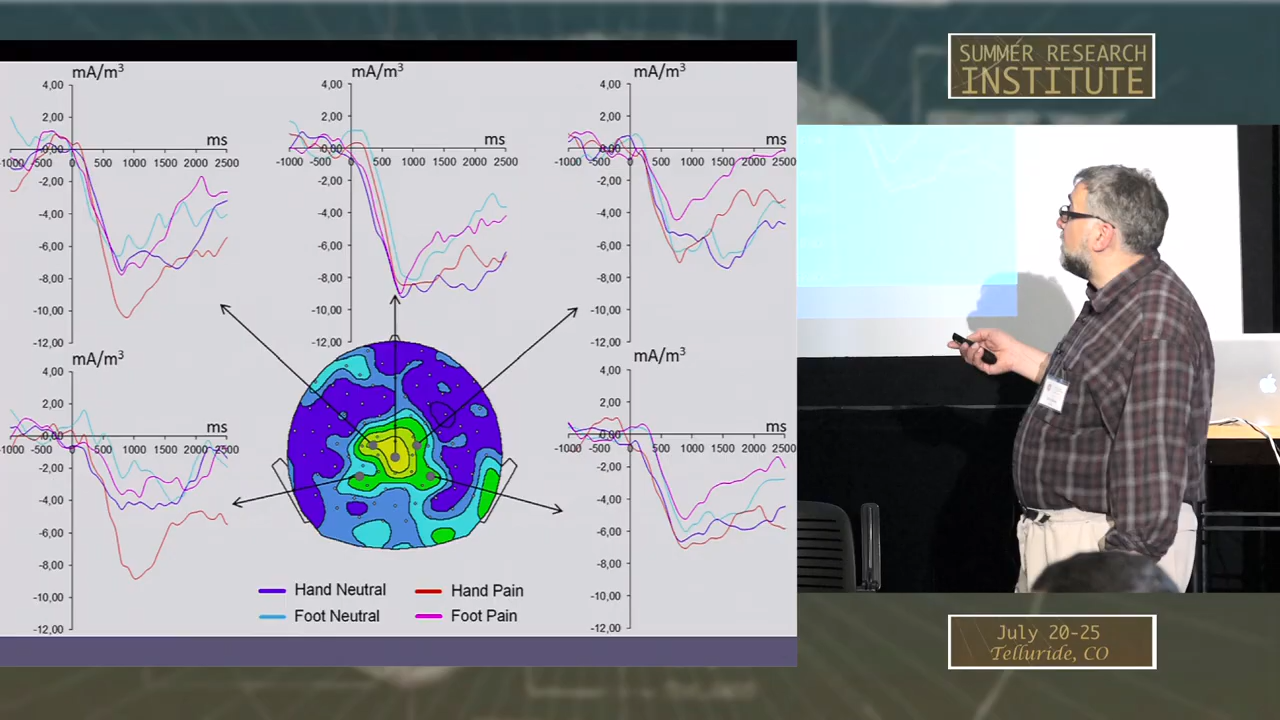 SUMMER RESEARCH
INSTITUTE
mA/m³
4,00
2,00
0,00
-2,00
-4,00
-6,00
-8,00
-10,00
-12,00
ms
-1000 -500 0 500 1000 1500 2000 2500
mA/m³
4,00
2,00
0,00
-2,00
-4,00
-6,00
-8,00
-10,00
-12,00
ms
-1000 -500 0 500 1000 1500 2000 2500
mA/m³
4,00
2,00
0,00
-2,00
-4,00
-6,00
-8,00
-10,00
-12,00
ms
-1000 -500 0 500 1000 1500 2000 2500
mA/m³
4,00
2,00
0,00
-2,00
-4,00
-6,00
-8,00
-10,00
-12,00
ms
-1000 -500 0 500 1000 1500 2000 2500
mA/m³
4,00
2,00
0,00
-2,00
-4,00
-6,00
-8,00
-10,00
-12,00
ms
-1000 -500 0 500 1000 1500 2000 2500
Hand Neutral
Hand Pain
Foot Neutral
Foot Pain
July 20-25
Telluride, CO